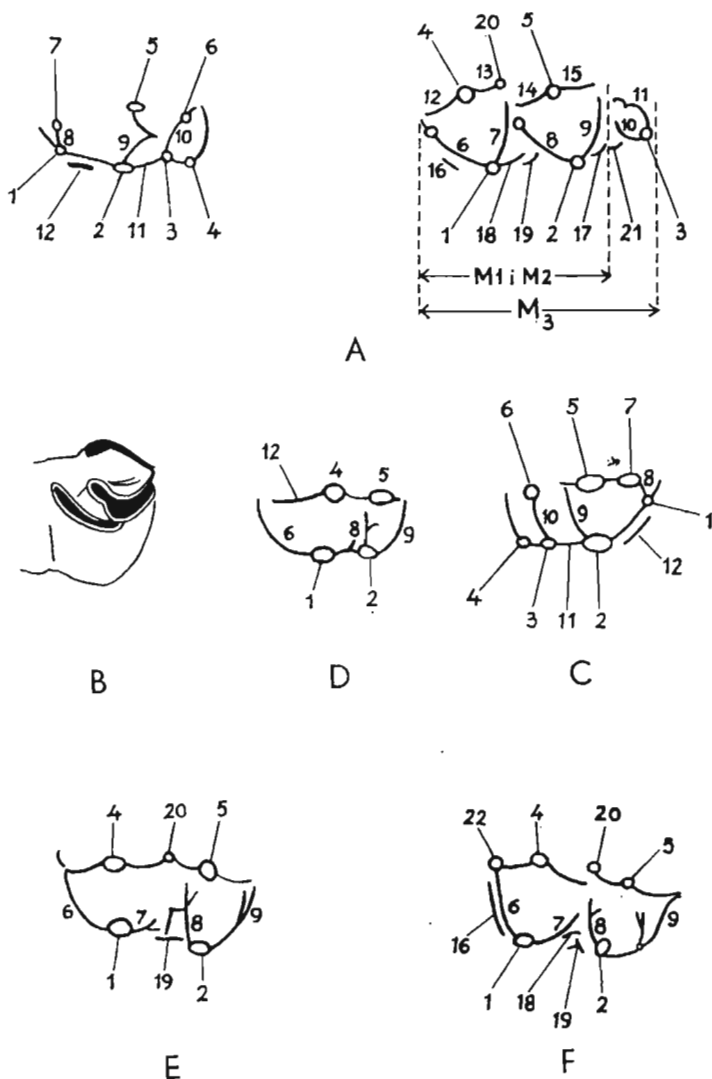 7 5 6
8 9 10
1 12 2 11 3 4
4 20 5
12 13 14 15 11
16 6 7 8 9 10
1 18 19 2 17 21 3
M1 i M2
M3
A
B
12 4 5
6 8 9
1 2
D
6 5 7
10 9 8 1
4 3 11 2 12
C
4 20 5
6 7 8 9
1 19 2
E
22 4 20 5
16 6 7 8 9
1 18 19 2
F